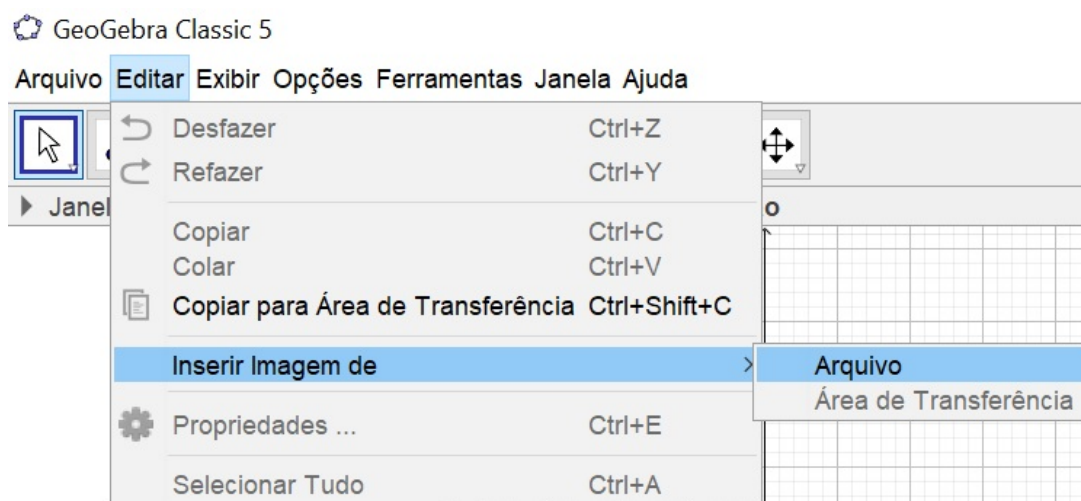 GeoGebra Classic 5
Arquivo Editar Exibir Opções Ferramentas Janela Ajuda
Desfazer Ctrl+Z
Refazer Ctrl+Y
Janel
o
Copiar Ctrl+C
Colar Ctrl+V
Copiar para Área de Transferência Ctrl+Shift+C
Inserir Imagem de
Arquivo
Área de Transferência
Propriedades ... Ctrl+E
Selecionar Tudo Ctrl+A